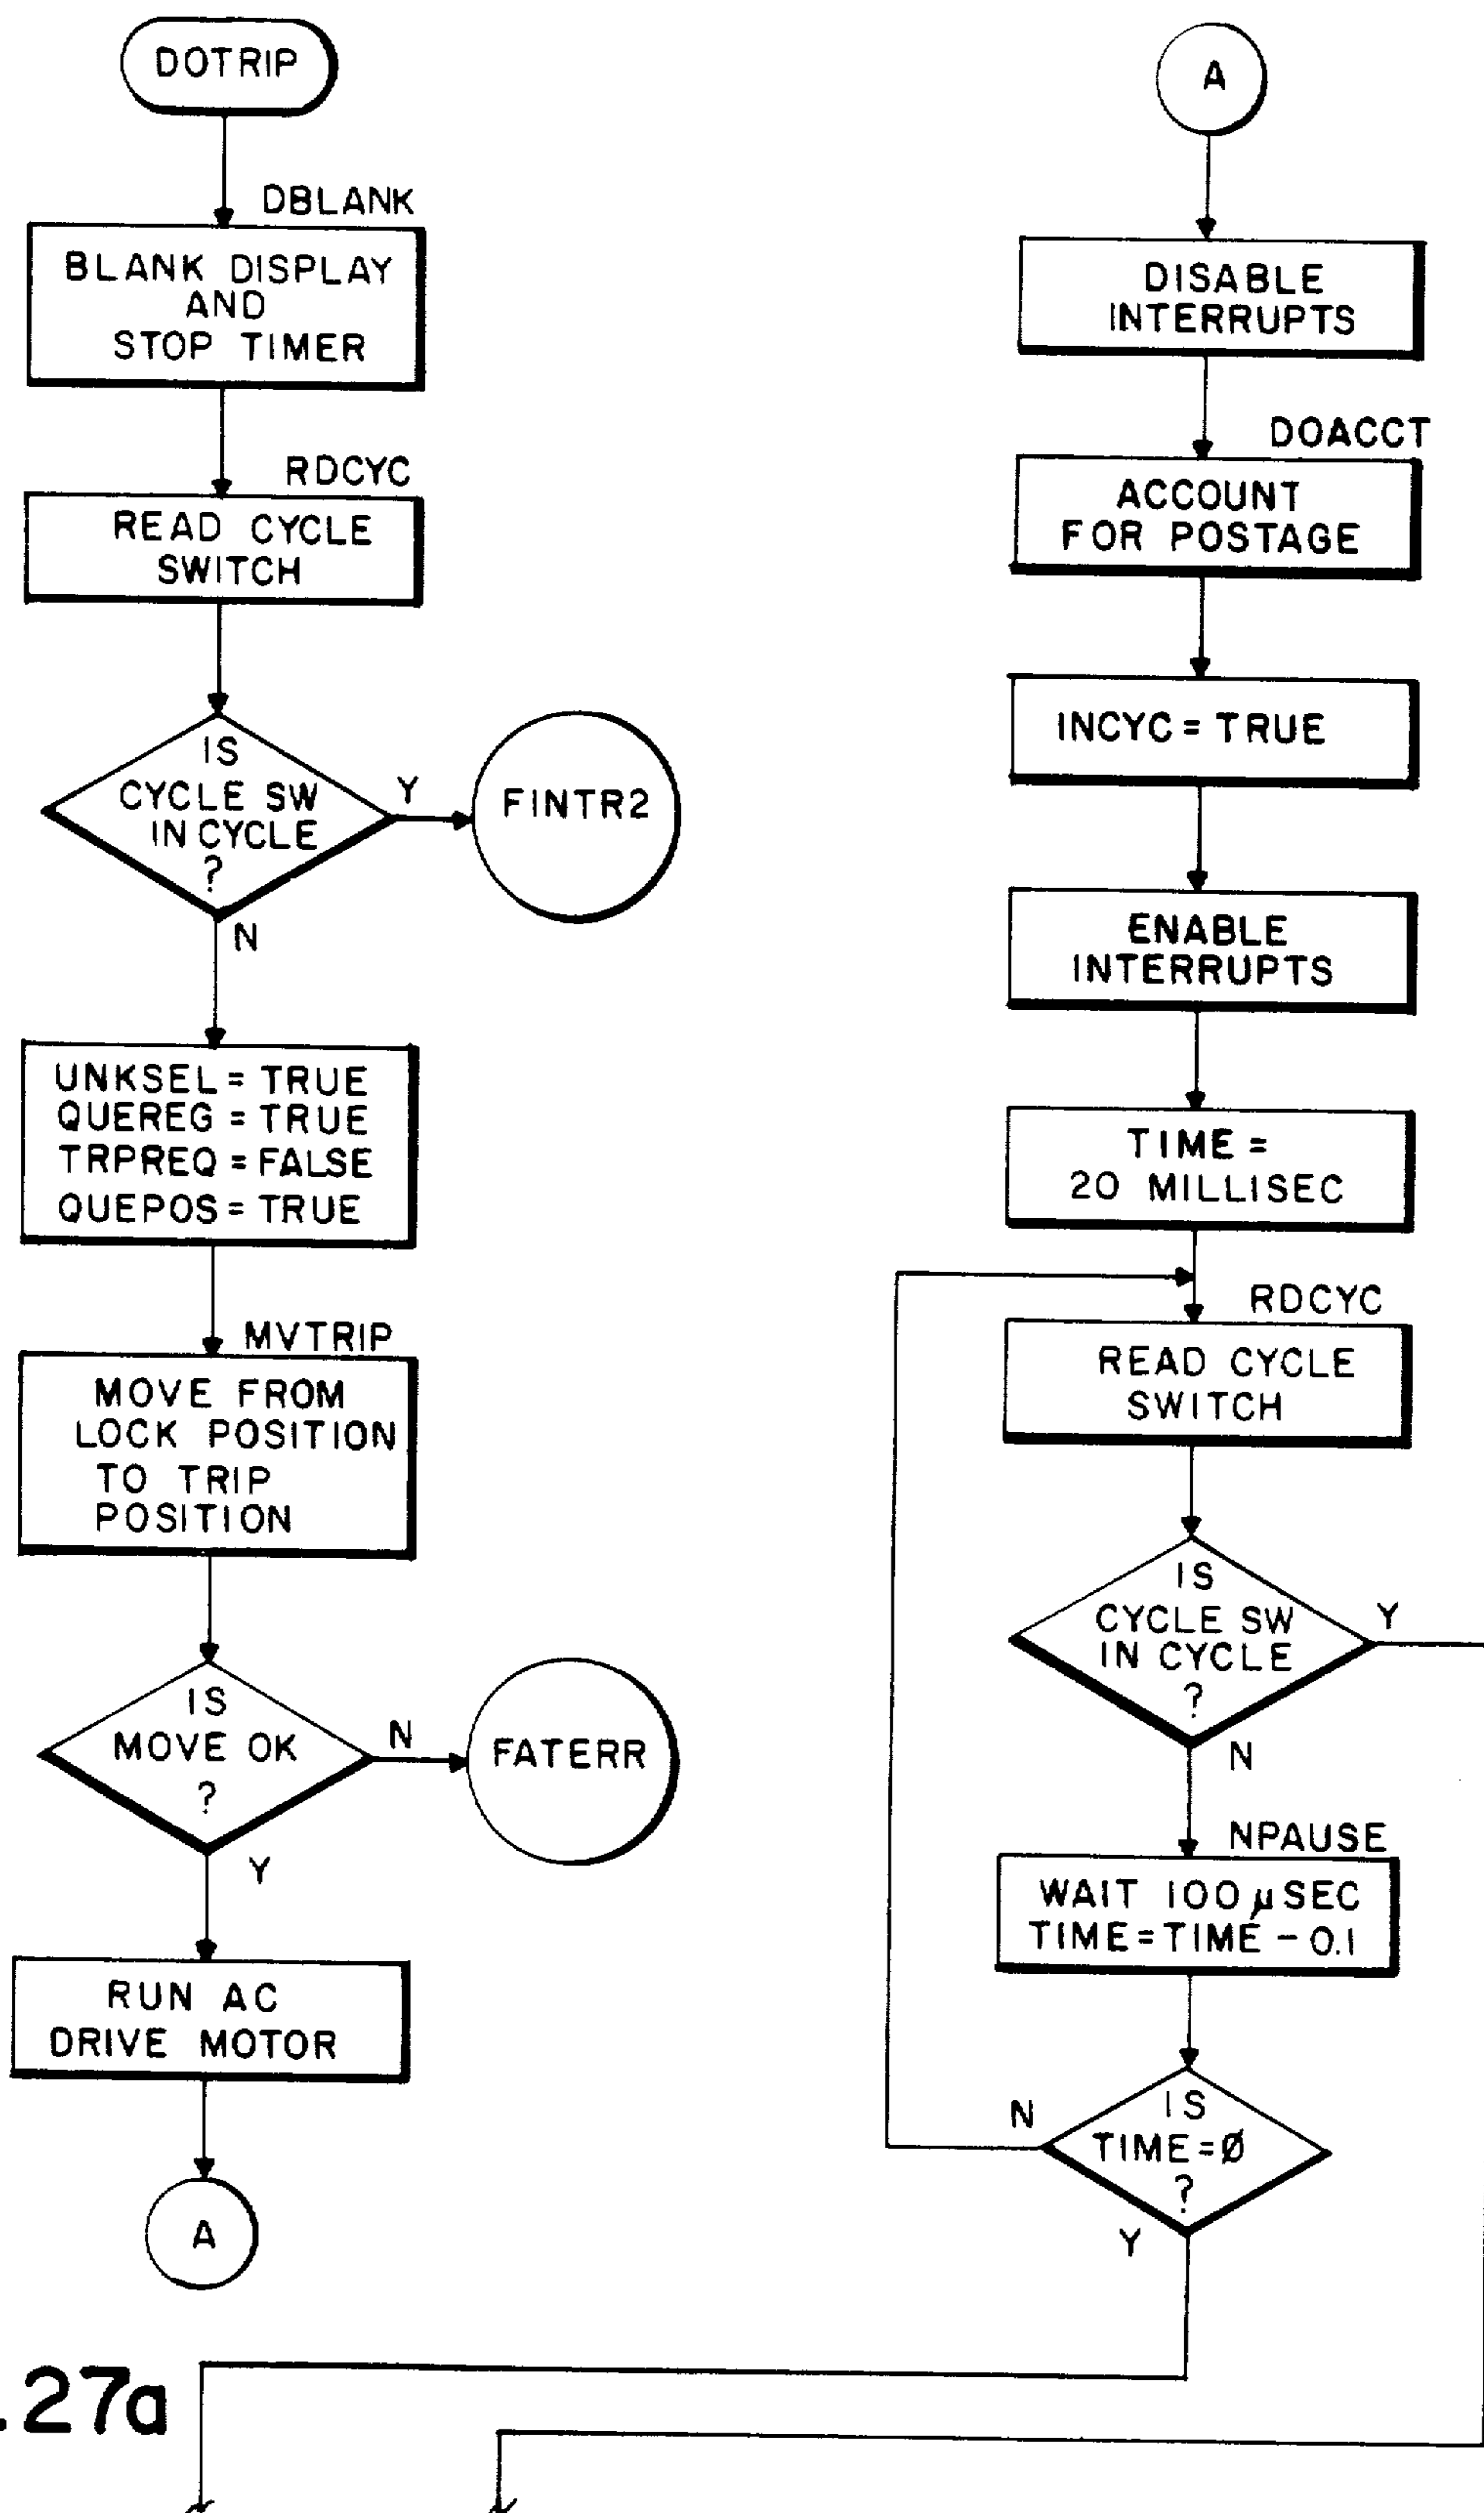 DOTRIP
DBLANK
BLANK DISPLAY
AND
STOP TIMER
RDCYC
READ CYCLE
SWITCH
IS
CYCLE SW
IN CYCLE
?
Y
FINTR2
N
UNKSEL = TRUE
QUEREG = TRUE
TRPREQ = FALSE
QUEPOS = TRUE
MVTRIP
MOVE FROM
LOCK POSITION
TO TRIP
POSITION
IS
MOVE OK
?
N
FATERR
Y
RUN AC
DRIVE MOTOR
A
A
DISABLE
INTERRUPTS
DOACCT
ACCOUNT
FOR POSTAGE
INCYC = TRUE
ENABLE
INTERRUPTS
TIME =
20 MILLISEC
RDCYC
READ CYCLE
SWITCH
IS
CYCLE SW
IN CYCLE
?
Y
N
NPAUSE
WAIT 100 µSEC
TIME = TIME - 0.1
IS
TIME = Ø
?
N
Y
.27a